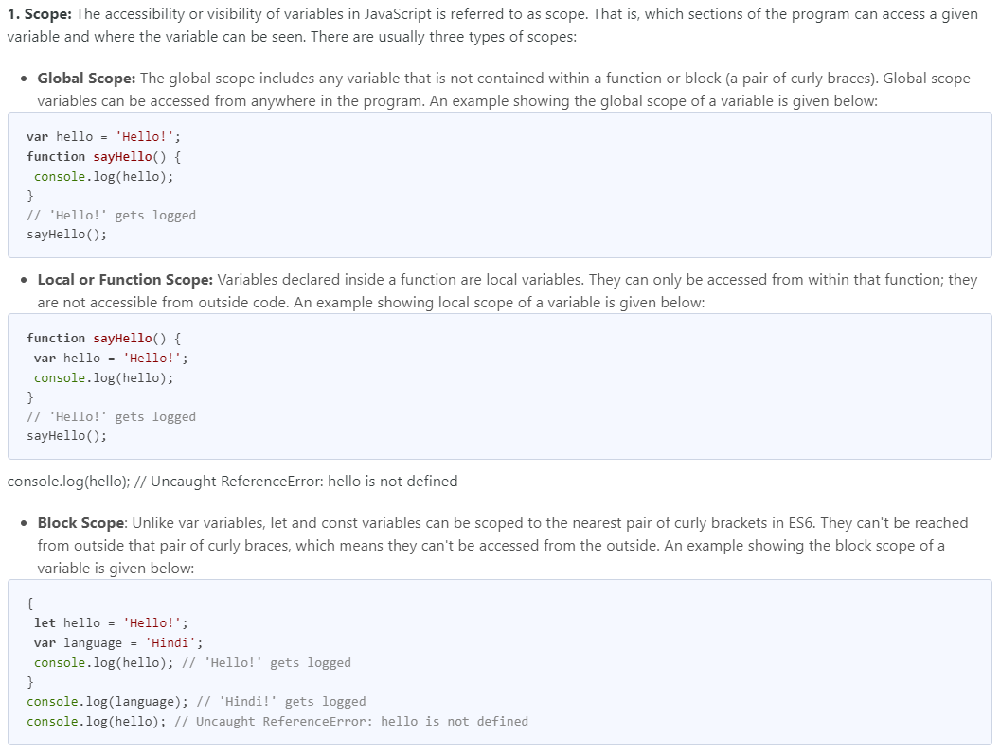 1. Scope: The accessibility or visibility of variables in JavaScript is referred to as scope. That is, which sections of the program can access a given
variable and where the variable can be seen. There are usually three types of scopes:
• Global Scope: The global scope includes any variable that is not contained within a function or block (a pair of curly braces). Global scope
variables can be accessed from anywhere in the program. An example showing the global scope of a variable is given below:
var hello = 'Hello!';
function sayHello() {
 console.log(hello);
}
// 'Hello!' gets logged
sayHello();
• Local or Function Scope: Variables declared inside a function are local variables. They can only be accessed from within that function; they
are not accessible from outside code. An example showing local scope of a variable is given below:
function sayHello() {
 var hello = 'Hello!';
 console.log(hello);
}
// 'Hello!' gets logged
sayHello();
console.log(hello); // Uncaught ReferenceError: hello is not defined
• Block Scope: Unlike var variables, let and const variables can be scoped to the nearest pair of curly brackets in ES6. They can't be reached
from outside that pair of curly braces, which means they can't be accessed from the outside. An example showing the block scope of a
variable is given below:
{
 let hello = 'Hello!';
 var language = 'Hindi';
 console.log(hello); // 'Hello!' gets logged
}
console.log(language); // 'Hindi!' gets logged
console.log(hello); // Uncaught ReferenceError: hello is not defined